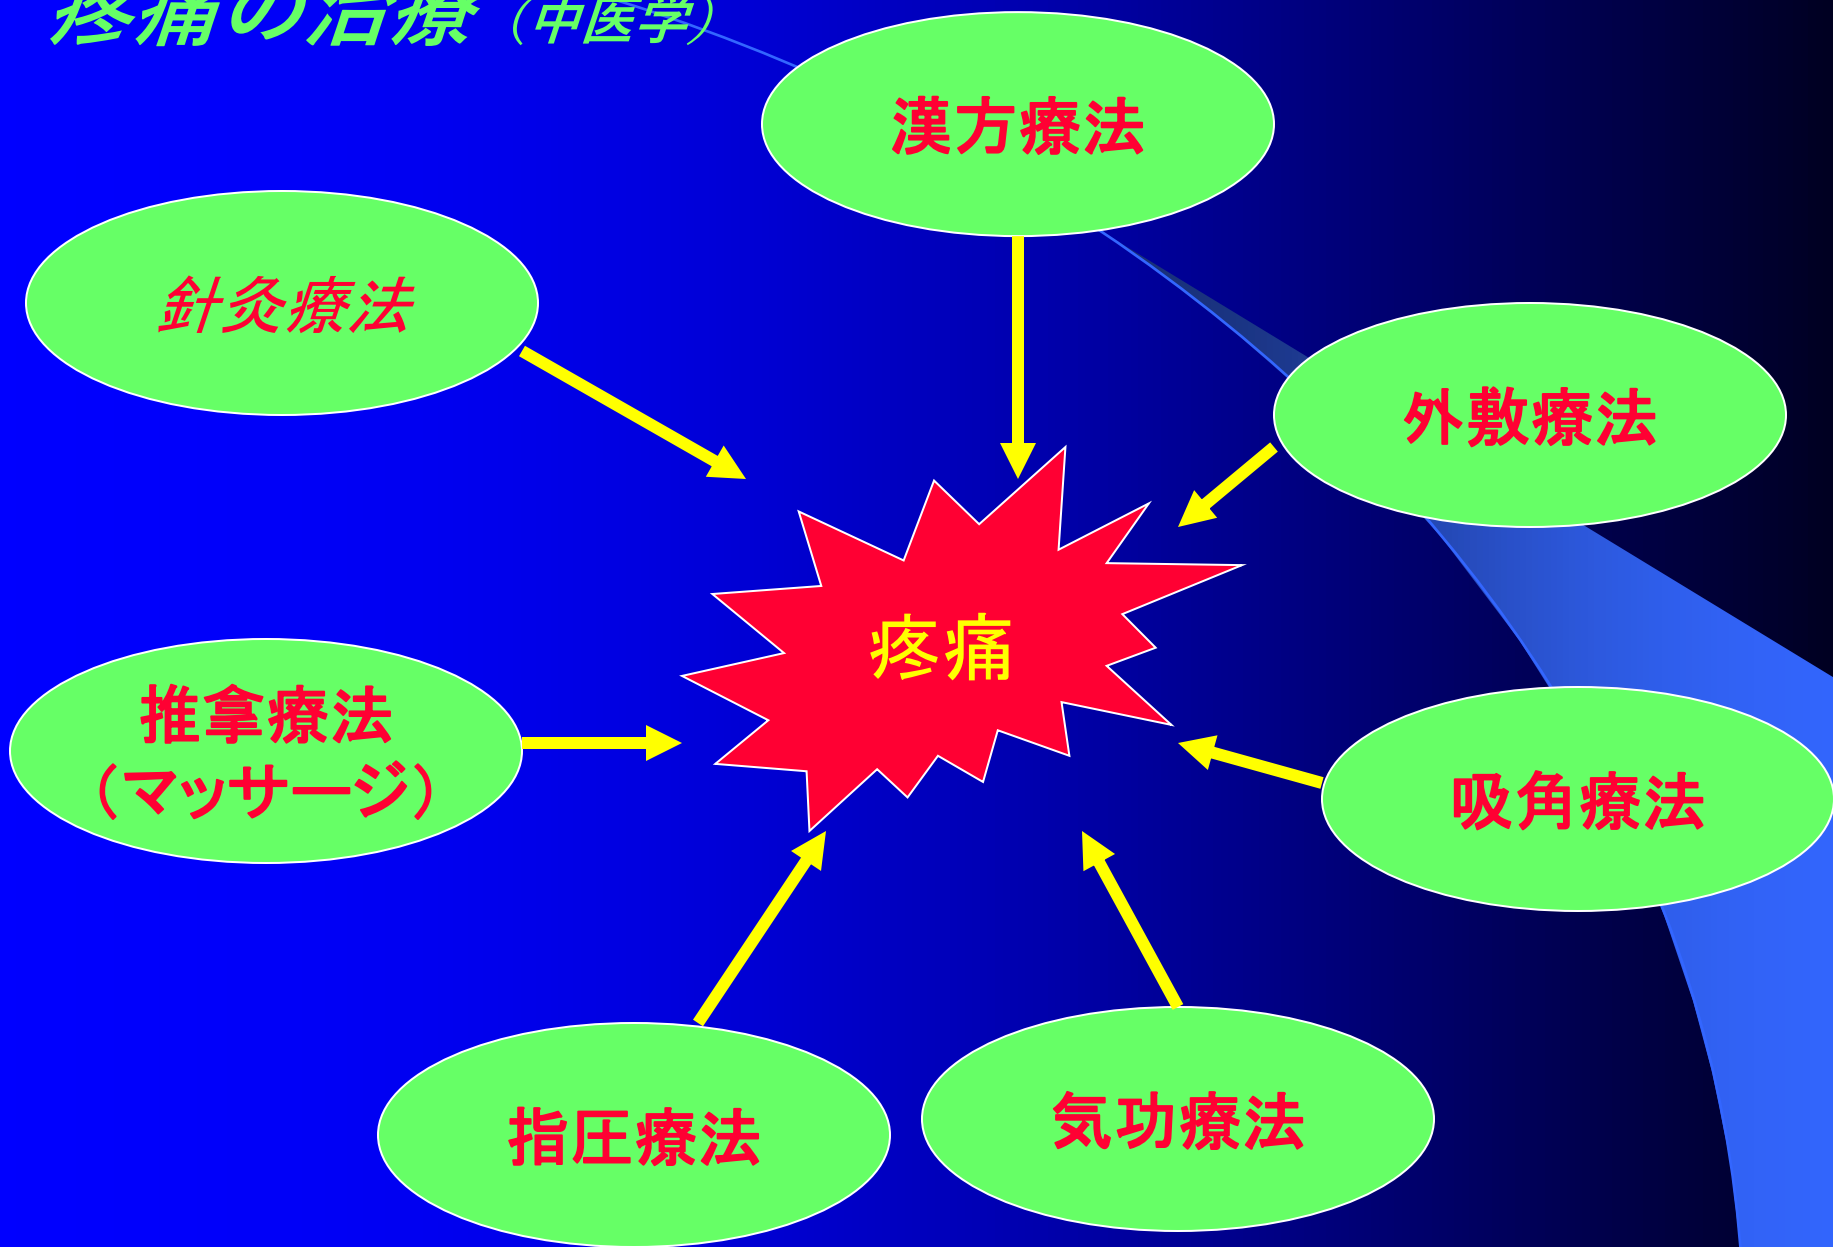 疼痛の治療（中医学）
漢方療法
針灸療法
外敷療法
疼痛
推拿療法
（マッサージ）
吸角療法
指圧療法
気功療法